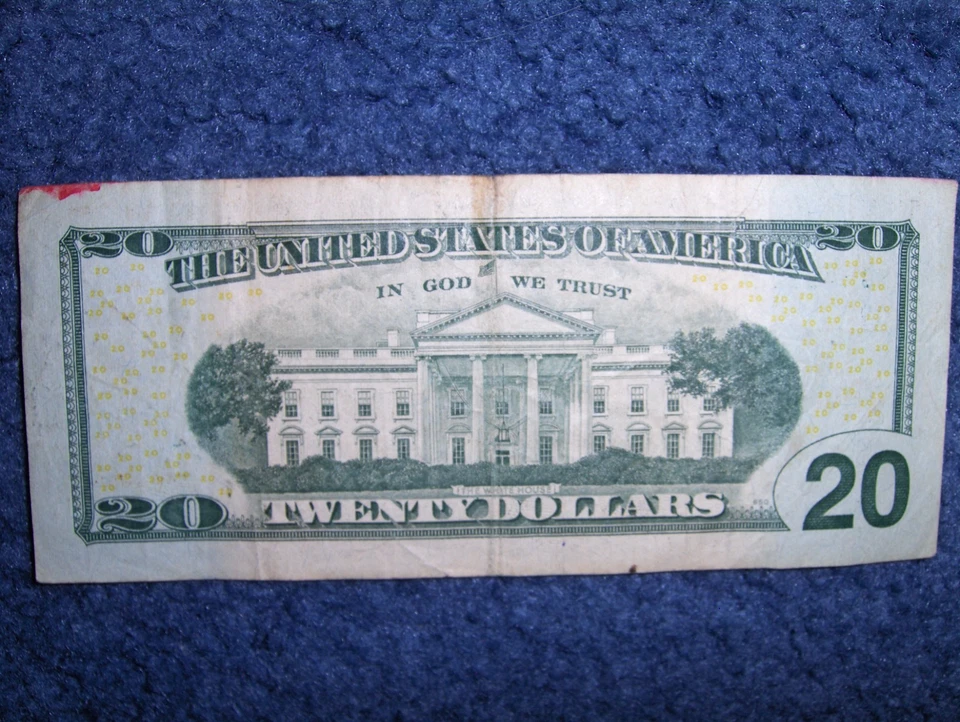 20 20
THE UNITED STATES OF AMERICA
IN GOD WE TRUST
THE WHITE HOUSE
20 TWENTY DOLLARS 20